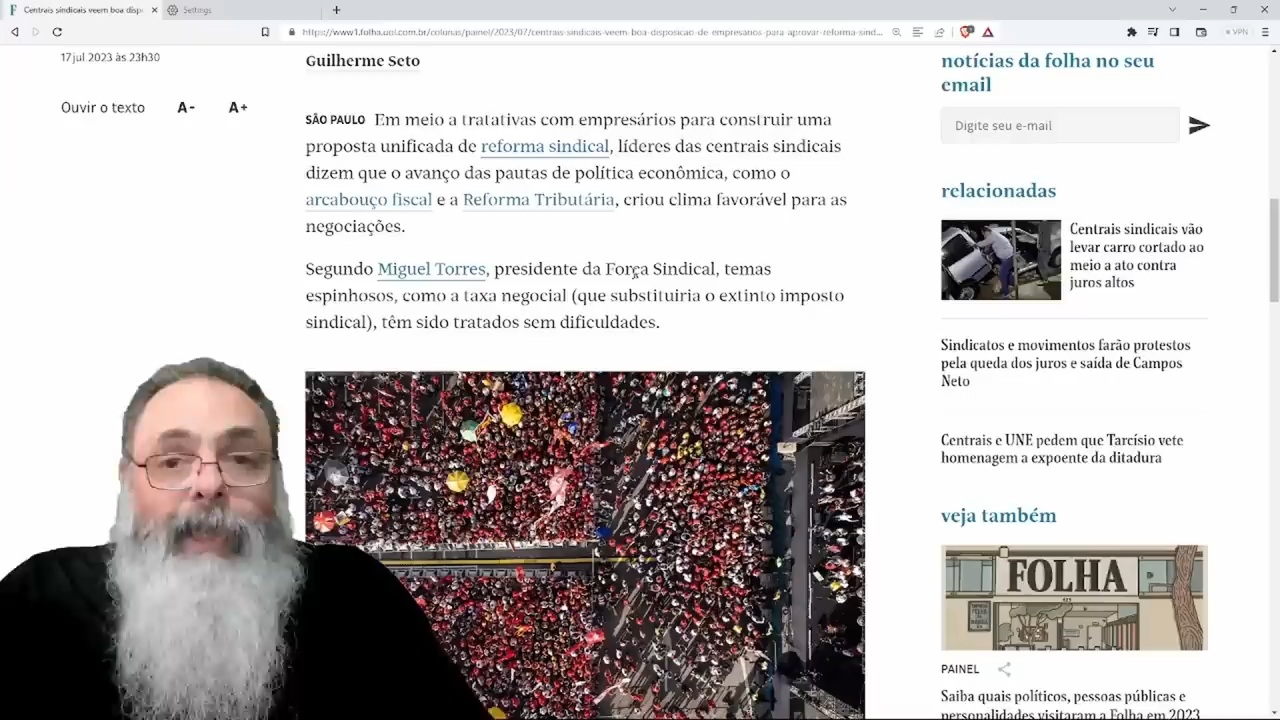 Centrais sindicais veem boa disp
Settings
https://www1.folha.uol.com.br/colunas/painel/2023/07/centrais-sindicais-veem-boa-disposicao-de-empresarios-para-aprovar-reforma-sind...
VPN
17 jul 2023 às 23h30
Ouvir o texto A- A+
Guilherme Seto
SÃO PAULO Em meio a tratativas com empresários para construir uma
proposta unificada de reforma sindical, líderes das centrais sindicais
dizem que o avanço das pautas de política econômica, como o
arcabouço fiscal e a Reforma Tributária, criou clima favorável para as
negociações.
Segundo Miguel Torres, presidente da Força Sindical, temas
espinhosos, como a taxa negocial (que substituiria o extinto imposto
sindical), têm sido tratados sem dificuldades.
notícias da folha no seu
email
Digite seu e-mail
relacionadas
Centrais sindicais vão
levar carro cortado ao
meio a ato contra
juros altos
Sindicatos e movimentos farão protestos
pela queda dos juros e saída de Campos
Neto
Centrais e UNE pedem que Tarcísio vete
homenagem a expoente da ditadura
veja também
FOLHA
425
PAINEL
Saiba quais políticos, pessoas públicas e
personalidades visitaram a Folha em 2023